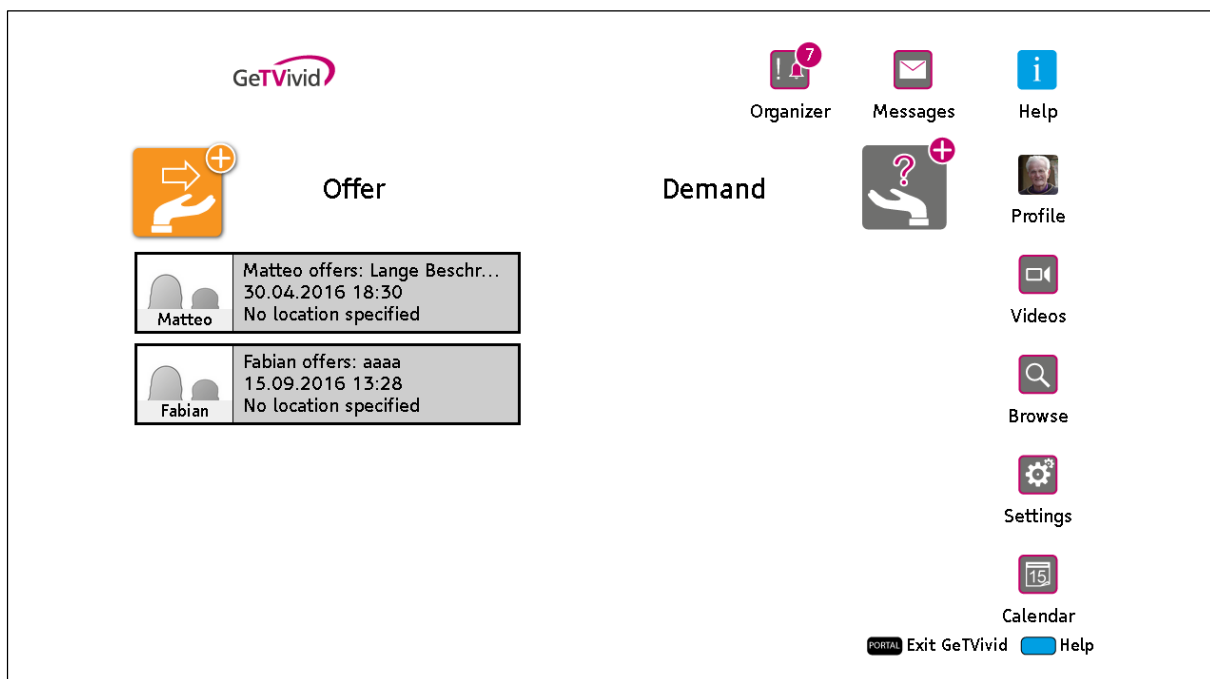 GeTVivid
7
Organizer
Messages
i
Help
Offer
Demand
?
Profile
Matteo offers: Lange Beschr...
30.04.2016 18:30
No location specified
Matteo
Videos
Fabian offers: aaaa
15.09.2016 13:28
No location specified
Fabian
Browse
Settings
15
Calendar
PORTAL Exit GeTVivid Help